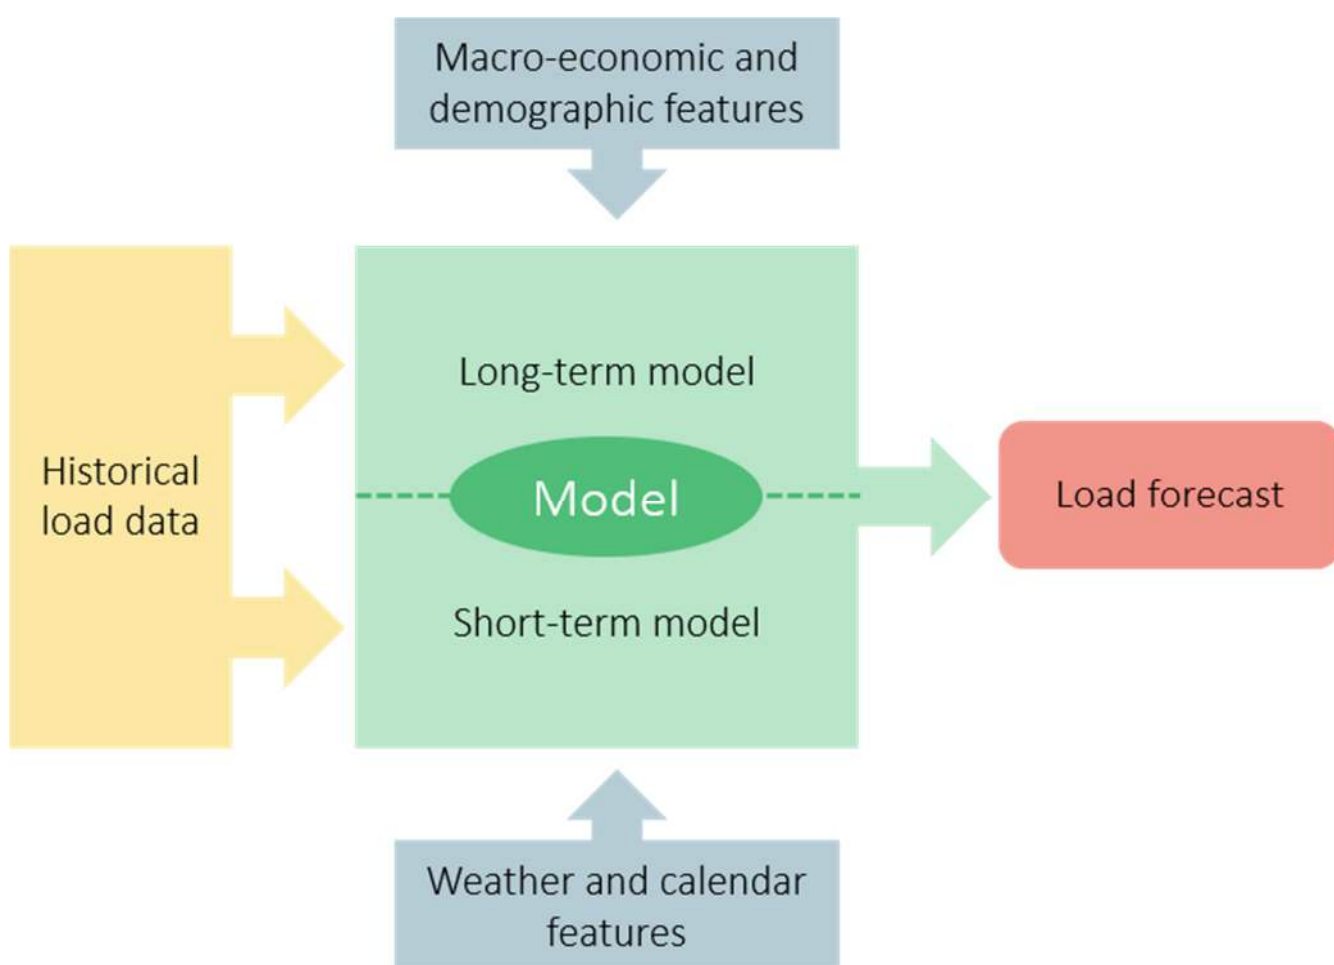 Macro-economic and
demographic features
Long-term model
Historical
load data
Model
Load forecast
Short-term model
Weather and calendar
features